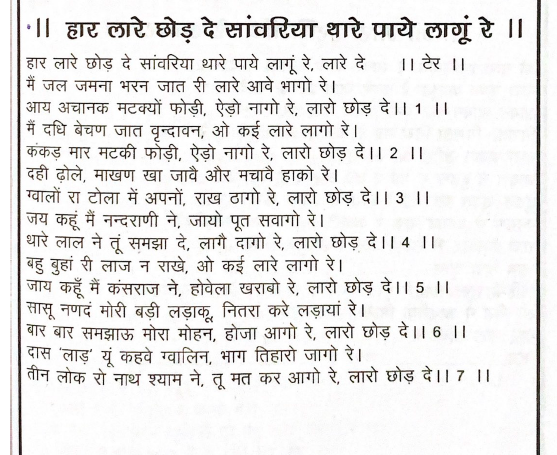 ।। हार लारे छोड़ दे सांवरिया थारे पाये लागूं रे ।।
हार लारे छोड़ दे सांवरिया थारे पाये लागूं रे, लारे दे ।। टेर ।।
मैं जल जमना भरन जात री लारे आवे भागो रे।
आय अचानक मटक्यों फोड़ी, ऐड़ो नागो रे, लारो छोड़ दे।। 1 ।।
मैं दधि बेचण जात वृन्दावन, ओ कई लारे लागो रे।
कंकड़ मार मटकी फोड़ी, ऐड़ो नागो रे, लारो छोड़ दे।। 2 ।।
दही ढ़ोले, माखण खा जावै और मचावै हाको रे।
ग्वालों रा टोला में अपनों, राख ठागो रे, लारो छोड़ दे।। 3 ।।
जय कहूं मैं नन्दराणी ने, जायो पूत सवागो रे।
थारे लाल ने तूं समझा दे, लागै दागो रे, लारो छोड़ दे।। 4 ।।
बहु बुहां री लाज न राखे, ओ कई लारे लागो रे।
जाय कहूँ मैं कंसराज ने, होवेला खराबो रे, लारो छोड़ दे।। 5 ।।
सासू नणदं मोरी बड़ी लड़ाकू, नितरा करे लड़ायां रे।
बार बार समझाऊ मोरा मोहन, होजा आगो रे, लारो छोड़ दे।। 6 ।।
दास 'लाड़' यूं कहवे ग्वालिन, भाग तिहारो जागो रे।
तीन लोक रो नाथ श्याम ने, तू मत कर आगो रे, लारो छोड़ दे।। 7 ।।